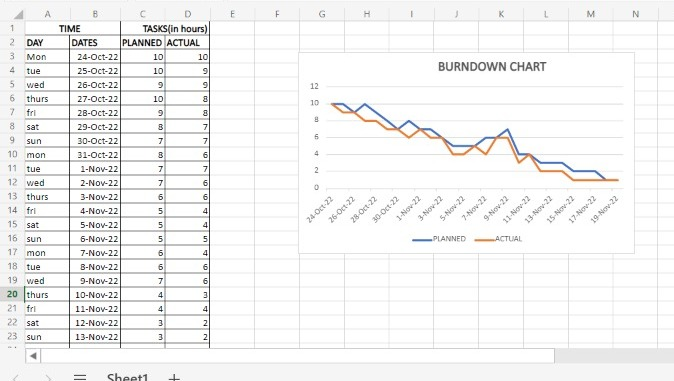 A B C D E F G H I J K L M N
1 TIME TASKS(in hours)
2 DAY DATES PLANNED ACTUAL
3 Mon 24-Oct-22 10 10
4 tue 25-Oct-22 10 9
5 wed 26-Oct-22 9 9
6 thurs 27-Oct-22 10 8
7 fri 28-Oct-22 9 8
8 sat 29-Oct-22 8 7
9 sun 30-Oct-22 7 7
10 mon 31-Oct-22 8 6
11 tue 1-Nov-22 7 7
12 wed 2-Nov-22 7 6
13 thurs 3-Nov-22 6 6
14 fri 4-Nov-22 5 4
15 sat 5-Nov-22 5 4
16 sun 6-Nov-22 5 5
17 mon 7-Nov-22 6 4
18 tue 8-Nov-22 6 6
19 wed 9-Nov-22 7 6
20 thurs 10-Nov-22 4 3
21 fri 11-Nov-22 4 4
22 sat 12-Nov-22 3 2
23 sun 13-Nov-22 3 2
BURNDOWN CHART
12
10
8
6
4
2
0
24-Oct-22 26-Oct-22 28-Oct-22 30-Oct-22 1-Nov-22 3-Nov-22 5-Nov-22 7-Nov-22 9-Nov-22 11-Nov-22 13-Nov-22 15-Nov-22 17-Nov-22 19-Nov-22
PLANNED ACTUAL
Sheet1